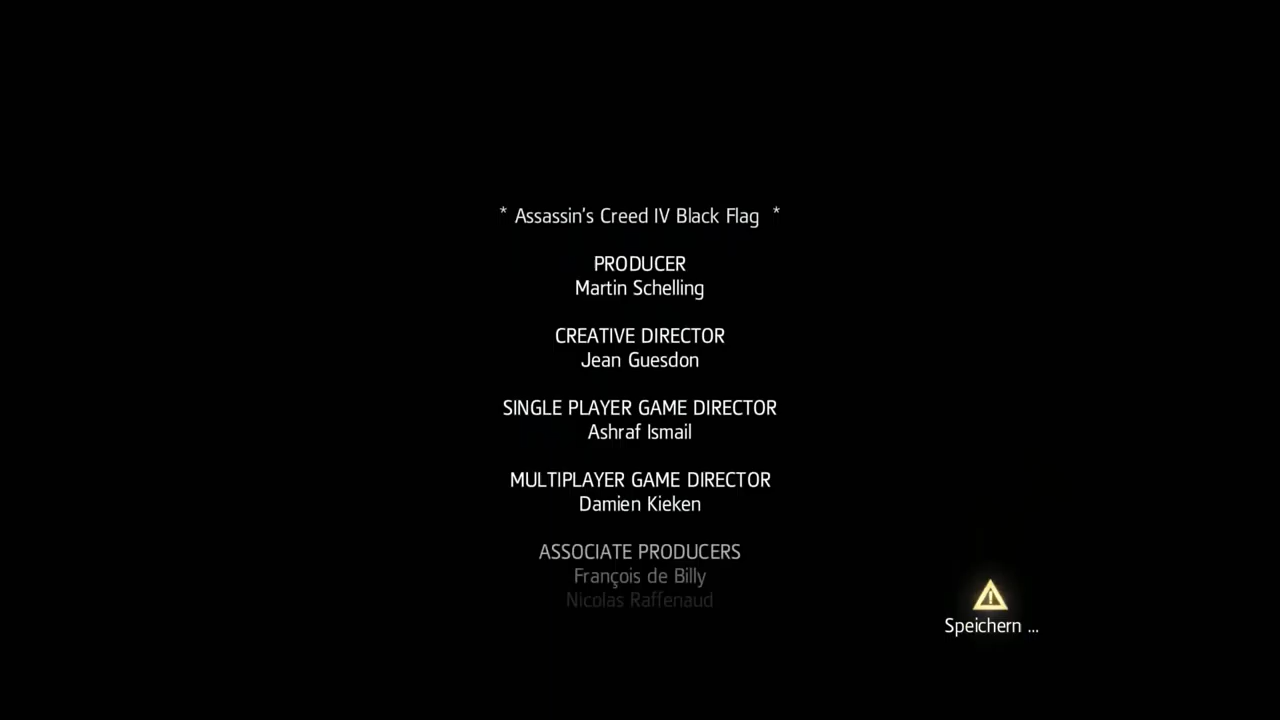 * Assassin's Creed IV Black Flag *
PRODUCER
Martin Schelling
CREATIVE DIRECTOR
Jean Guesdon
SINGLE PLAYER GAME DIRECTOR
Ashraf Ismail
MULTIPLAYER GAME DIRECTOR
Damien Kieken
ASSOCIATE PRODUCERS
François de Billy
Nicolas Raffenaud
Speichern ...